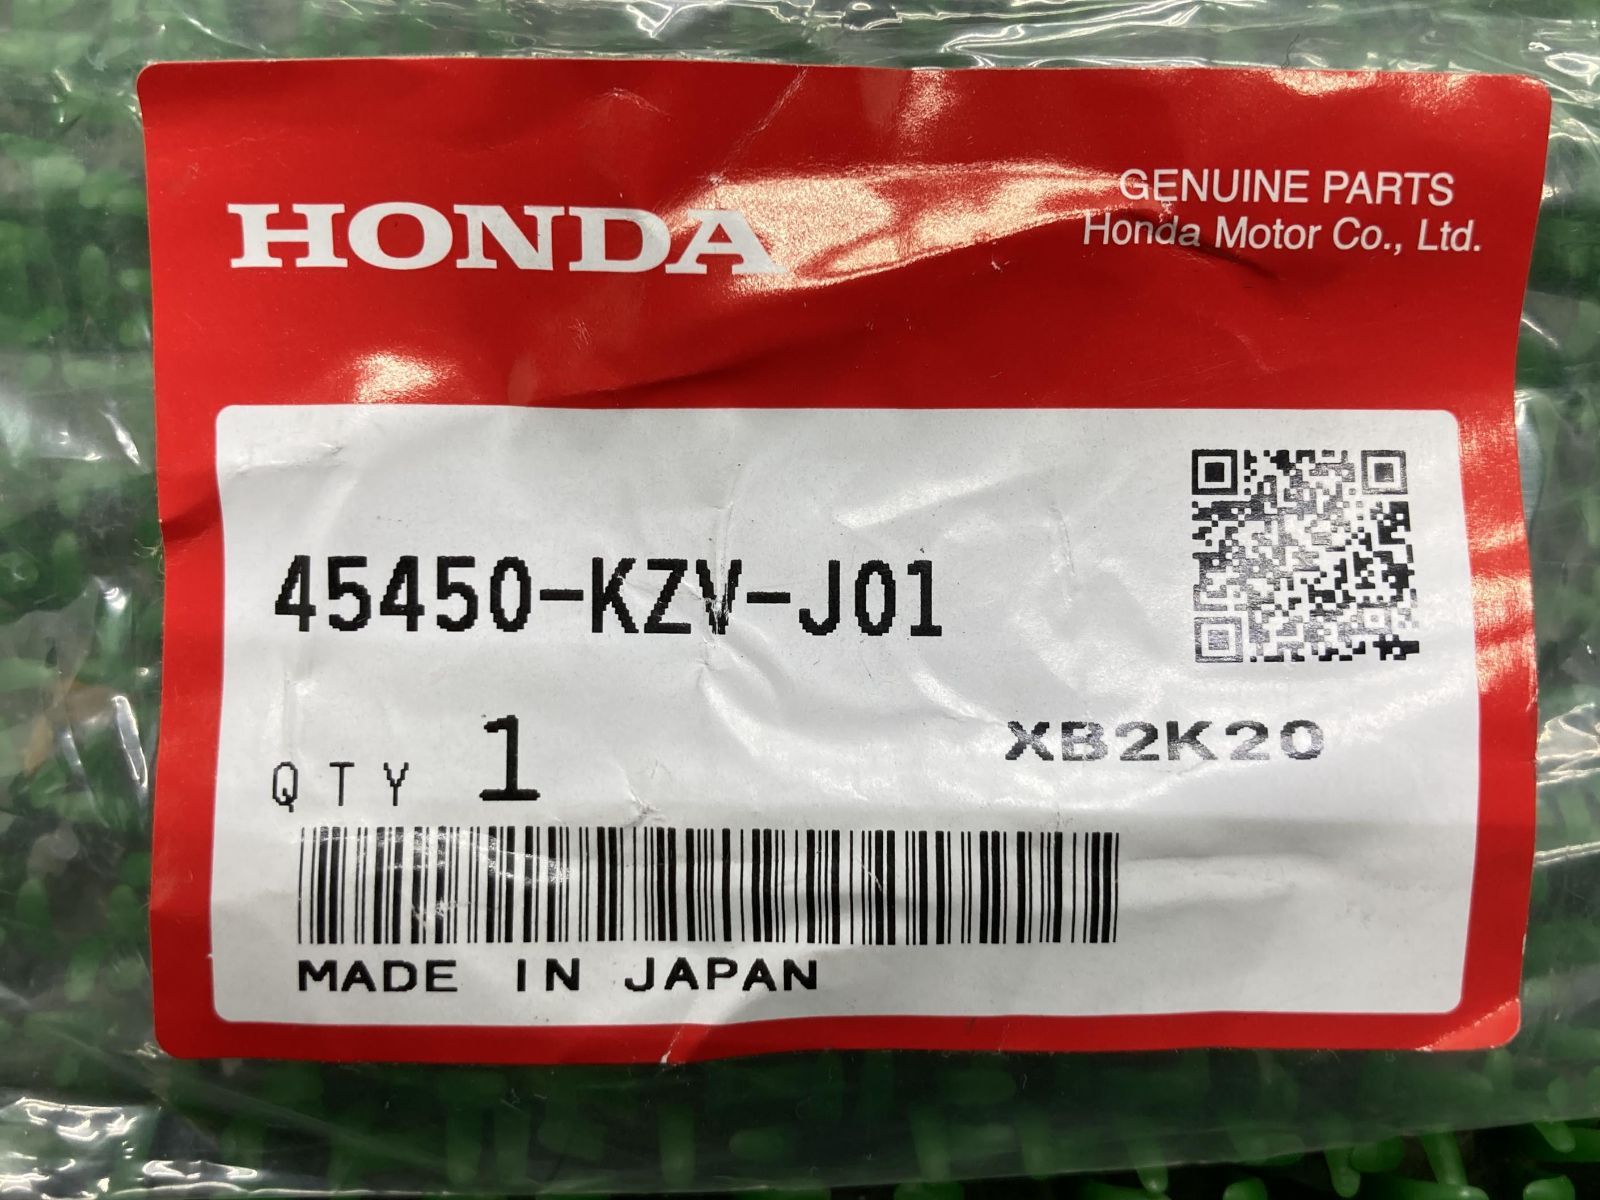 HONDA
GENUINE PARTS
Honda Motor Co., Ltd.
45450-KZV-J01
QTY 1
XB2K20
MADE IN JAPAN